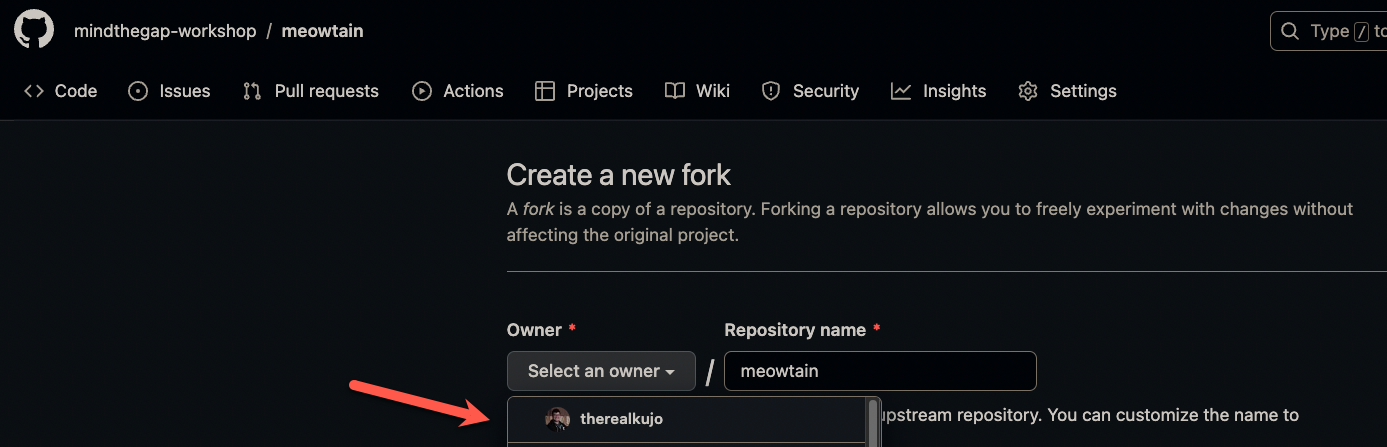 mindthegap-workshop / meowtain
Type / to
Code Issues Pull requests Actions Projects Wiki Security Insights Settings
Create a new fork
A fork is a copy of a repository. Forking a repository allows you to freely experiment with changes without
affecting the original project.
Owner * Repository name *
Select an owner / meowtain
therealkujo
upstream repository. You can customize the name to